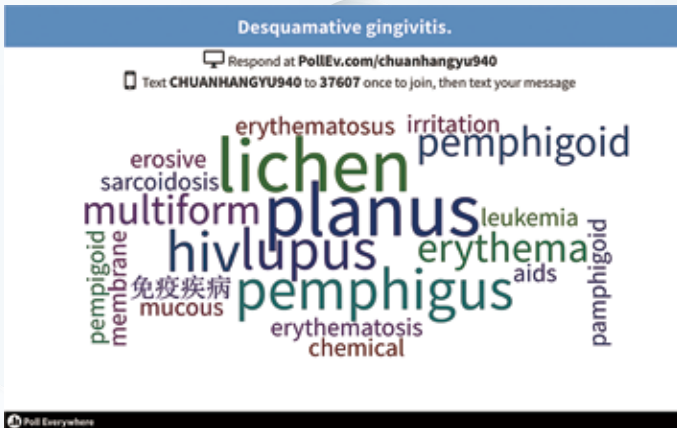 Desquamative gingivitis.
Respond at PollEv.com/chuanhangyu940
Text CHUANHANGYU940 to 37607 once to join, then text your message
erythematosus irritation
pemphigoid
erosive lichen
sarcoidosis
multiform planus leukemia
pempigoid membrane hiv lupus erythema pamphigoid
免疫疾病 pemphigus aids
mucous
erythematosis
chemical
Poll Everywhere